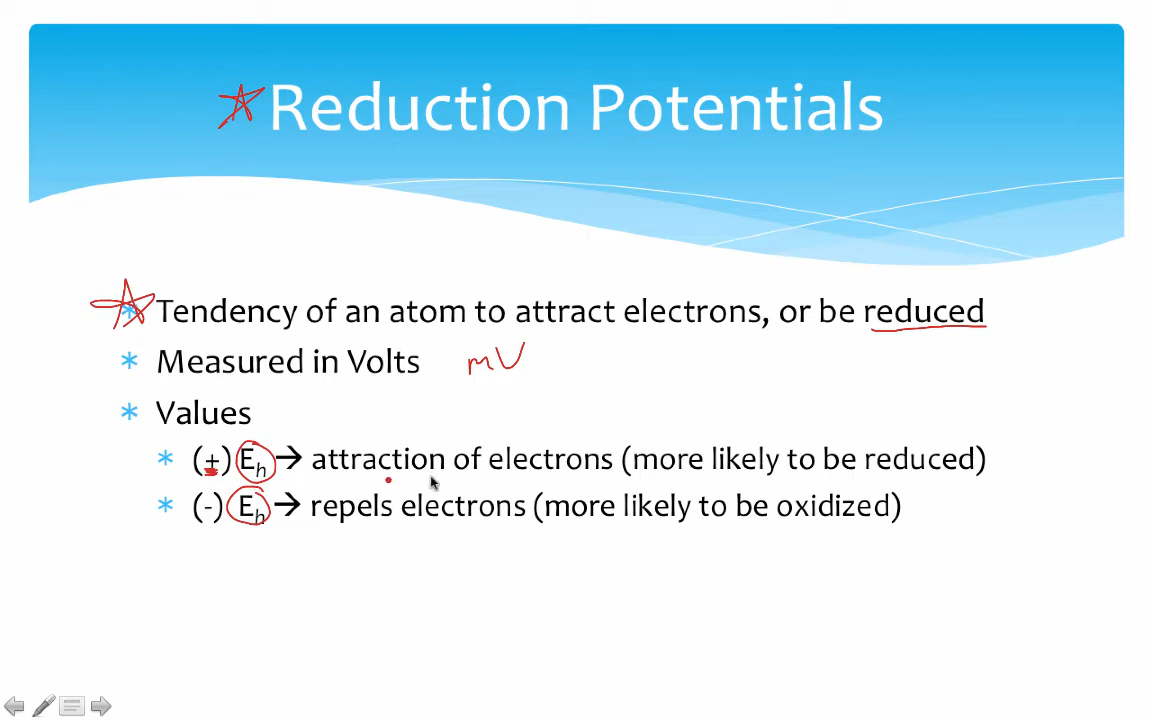 Reduction Potentials
Tendency of an atom to attract electrons, or be reduced
Measured in Volts mV
Values
(+) Eh → attraction of electrons (more likely to be reduced)
(-) Eh → repels electrons (more likely to be oxidized)